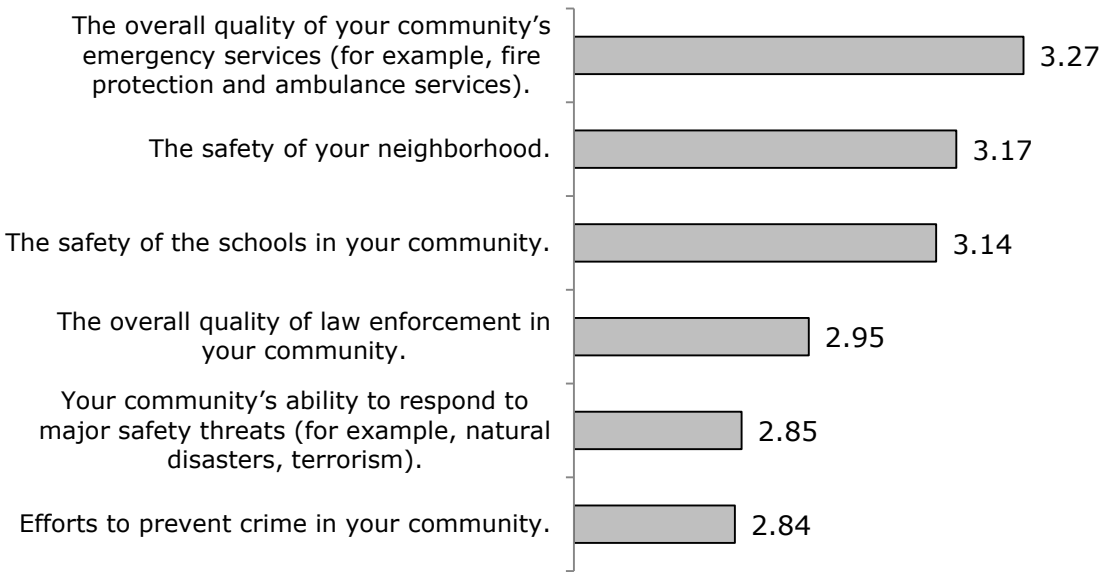 The overall quality of your community’s
emergency services (for example, fire
protection and ambulance services).
3.27
The safety of your neighborhood.
3.17
The safety of the schools in your community.
3.14
The overall quality of law enforcement in
your community.
2.95
Your community’s ability to respond to
major safety threats (for example, natural
disasters, terrorism).
2.85
Efforts to prevent crime in your community.
2.84